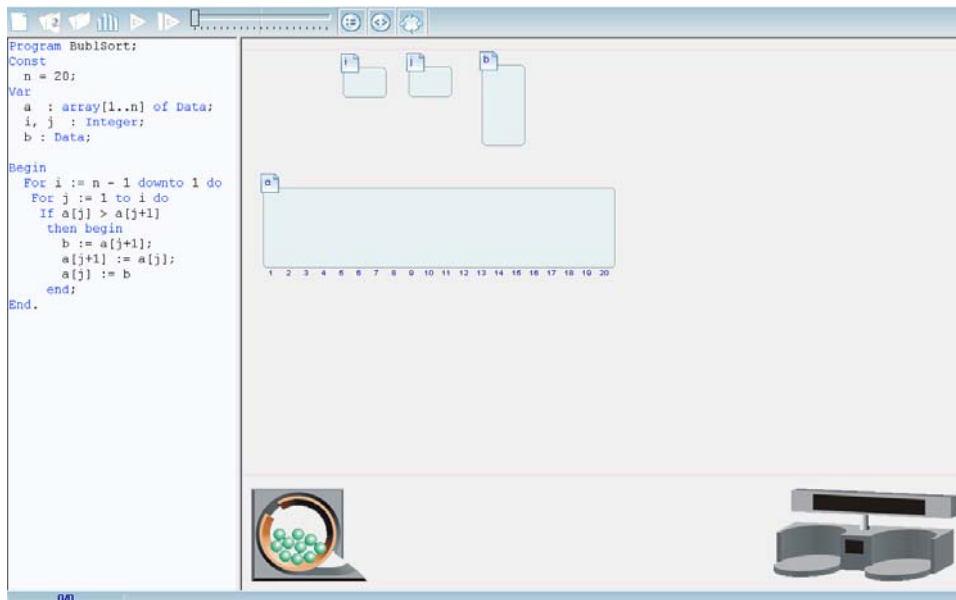 Program BublSort;
Const
n = 20;
Var
a : array[1..n] of Data;
i, j : Integer;
b : Data;
Begin
For i := n - 1 downto 1 do
For j := 1 to i do
If a[j] > a[j+1]
then begin
b := a[j+1];
a[j+1] := a[j];
a[j] := b
end;
End.
i
j
b
a
1 2 3 4 5 6 7 8 9 10 11 12 13 14 15 16 17 18 19 20
0/0